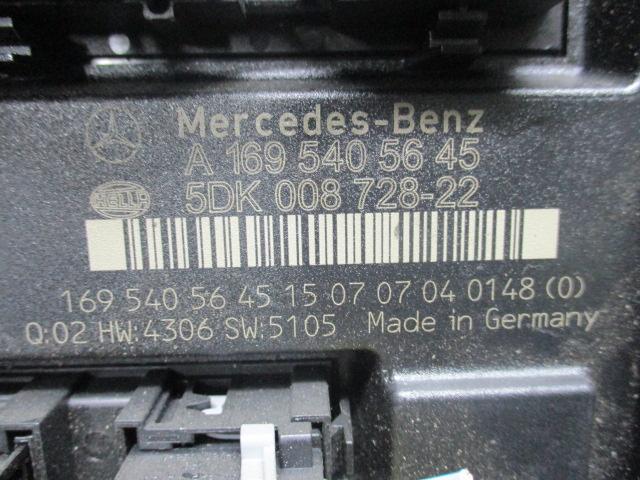 Mercedes-Benz
A 169 540 56 45
HELLA
5DK 008 728-22
169 540 56 45 15 07 07 04 0148 (0)
Q:02 HW:4306 SW:5105 Made in Germany